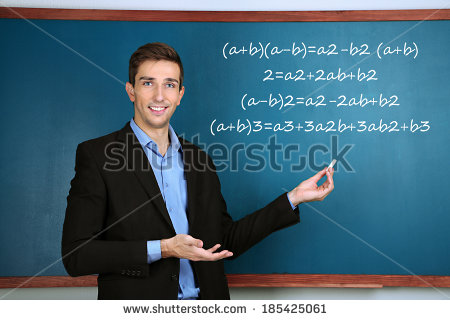 (a+b)(a-b)=a2-b2 (a+b)
2=a2+2ab+b2
(a-b)2=a2-2ab+b2
(a+b)3=a3+3a2b+3ab2+b3
shutterstock
www.shutterstock.com · 185425061